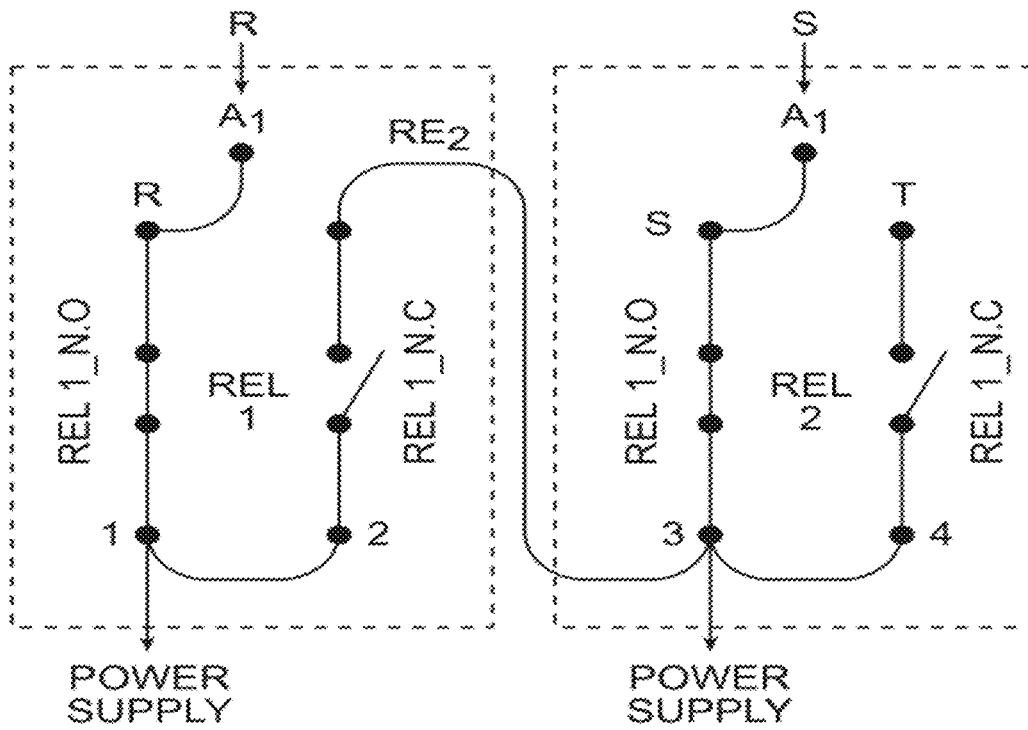 R
S
A1
RE2
A1
R
S
T
REL 1_N.O
REL
1
REL 1_N.C
REL 1_N.O
REL
2
REL 1_N.C
1
2
3
4
POWER
SUPPLY
POWER
SUPPLY